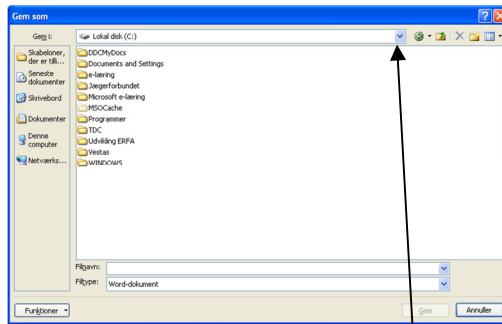 Gem som
Gem i:
Lokal disk (C:)
Skabeloner,
der er tilli...
Seneste
dokumenter
Skrivebord
Dokumenter
Denne
computer
Netværks...
DDCMyDocs
Documents and Settings
e-læring
Jægerforbundet
Microsoft e-læring
MSOCache
Programmer
TDC
Udvikling ERFA
Vestas
WINDOWS
Filnavn:
Filtype:
Word-dokument
Funktioner
Gem
Annuller